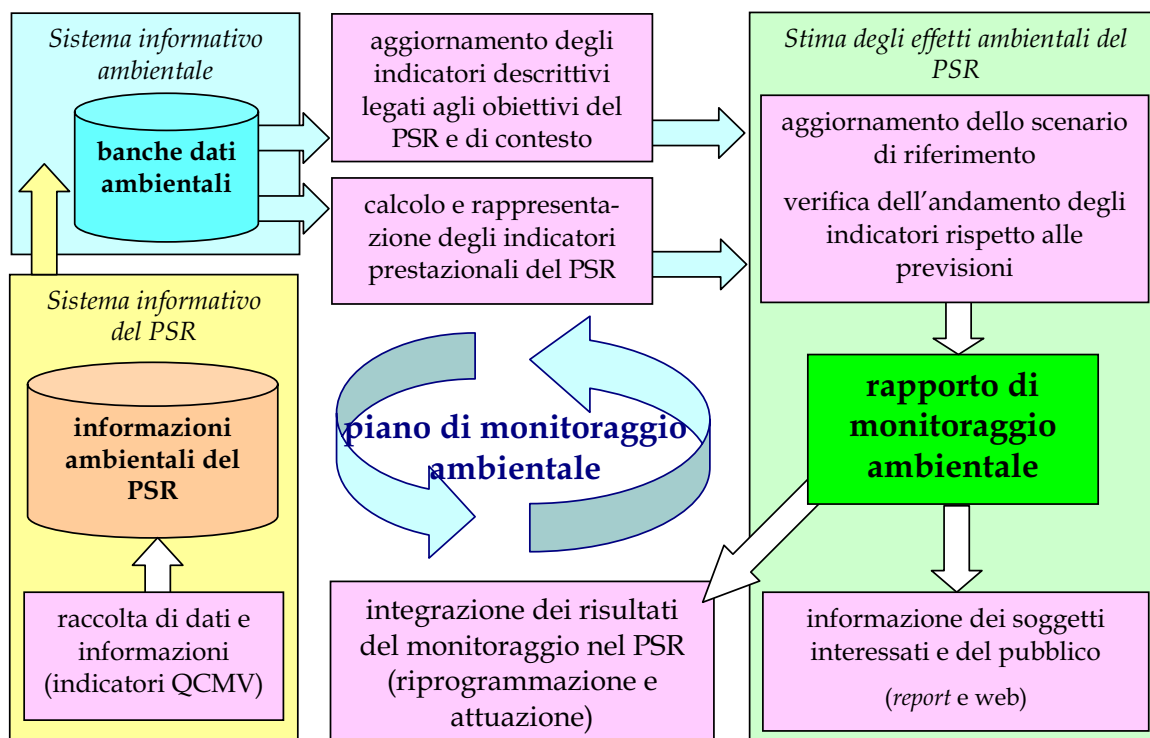 Sistema informativo
ambientale
banche dati
ambientali
aggiornamento degli
indicatori descrittivi
legati agli obiettivi del
PSR e di contesto
calcolo e rappresenta-
zione degli indicatori
prestazionali del PSR
Stima degli effetti ambientali del
PSR
aggiornamento dello scenario
di riferimento
verifica dell'andamento degli
indicatori rispetto alle
previsioni
Sistema informativo
del PSR
informazioni
ambientali del
PSR
raccolta di dati e
informazioni
(indicatori QCMV)
piano di monitoraggio
ambientale
rapporto di
monitoraggio
ambientale
integrazione dei risultati
del monitoraggio nel PSR
(riprogrammazione e
attuazione)
informazione dei soggetti
interessati e del pubblico
(report e web)